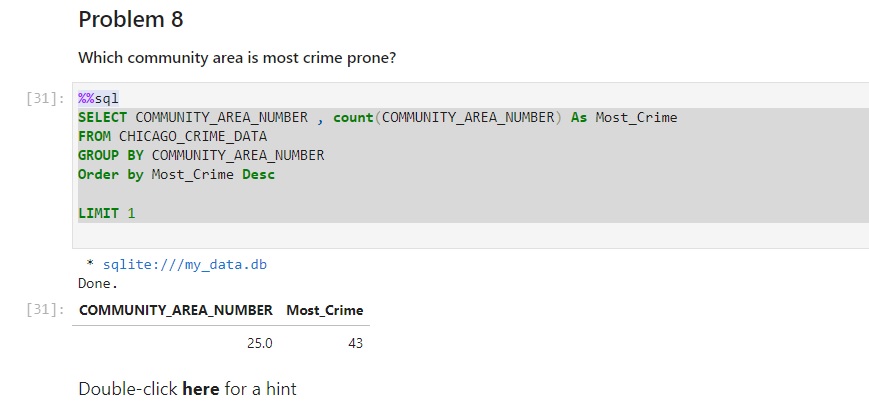 Problem 8
Which community area is most crime prone?
[31]: %%sql
SELECT COMMUNITY_AREA_NUMBER , count(COMMUNITY_AREA_NUMBER) As Most_Crime
FROM CHICAGO_CRIME_DATA
GROUP BY COMMUNITY_AREA_NUMBER
Order by Most_Crime Desc
LIMIT 1
* sqlite:///my_data.db
Done.
[31]: COMMUNITY_AREA_NUMBER Most_Crime
25.0 43
Double-click here for a hint